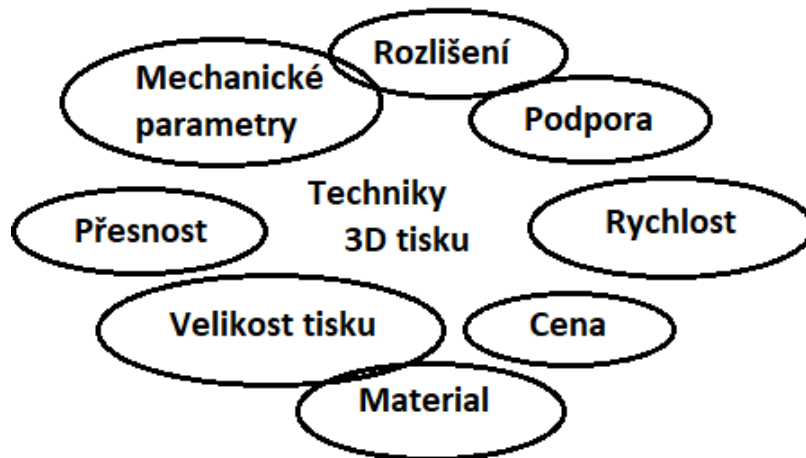 Rozlišení
Mechanické
parametry
Podpora
Techniky
3D tisku
Přesnost
Rychlost
Velikost tisku
Cena
Material